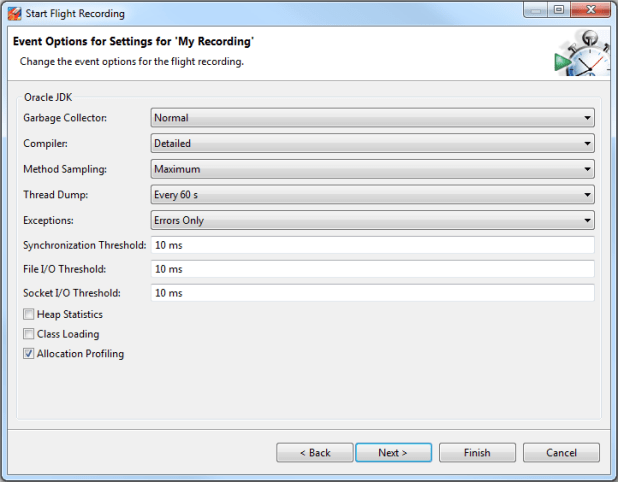 Start Flight Recording
Event Options for Settings for 'My Recording'
Change the event options for the flight recording.
Oracle JDK
Garbage Collector: Normal
Compiler: Detailed
Method Sampling: Maximum
Thread Dump: Every 60 s
Exceptions: Errors Only
Synchronization Threshold: 10 ms
File I/O Threshold: 10 ms
Socket I/O Threshold: 10 ms
Heap Statistics
Class Loading
Allocation Profiling
< Back Next > Finish Cancel